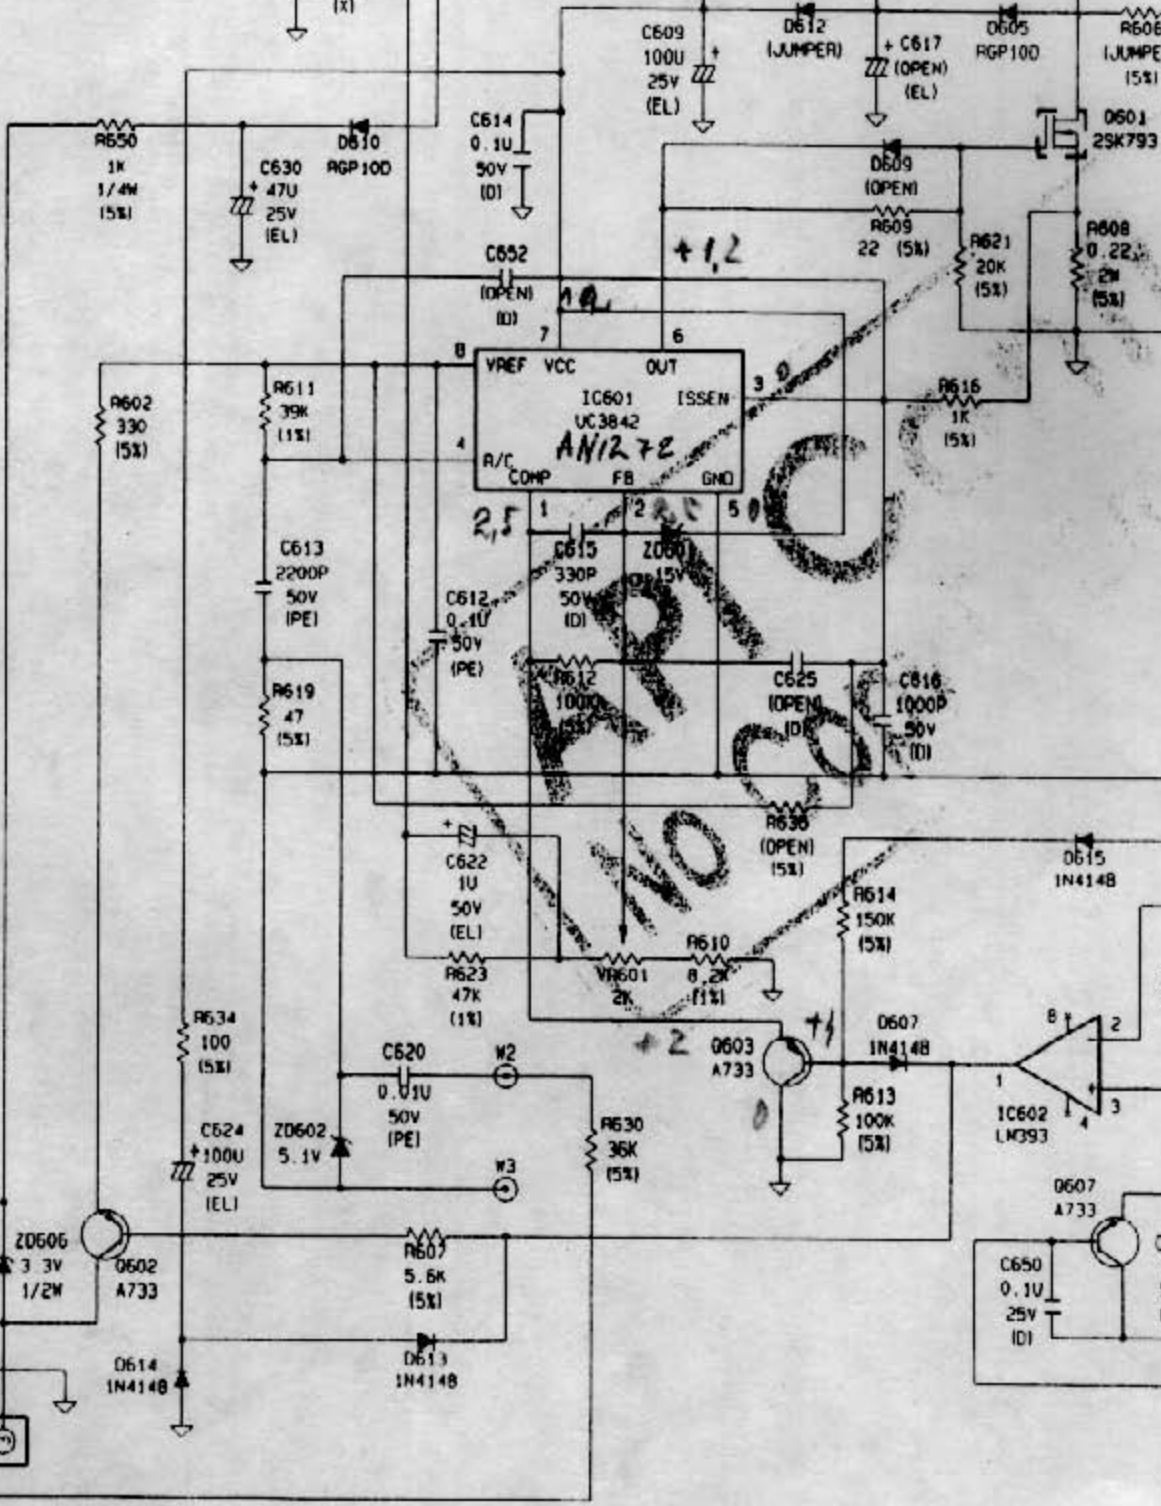 (X)
C609
100U
25V
(EL)
+
D612
(JUMPER)
+ C617
(OPEN)
(EL)
D605
RGP10D
R606
(JUMPE
(5%)
R650
1K
1/4W
(5%)
D610
RGP10D
C630
+ 47U
25V
(EL)
C614
0.1U
50V
(D)
D609
(OPEN)
Q601
2SK793
R609
22 (5%)
R621
20K
(5%)
R608
0.22
2W
(5%)
+1,2
C652
(OPEN)
(D)
7
6
8
VREF
VCC
OUT
IC601
UC3842
AN1272
ISSEN
3
0
R/C
4
COMP
FB
GND
1
2
5
2,5
R602
330
(5%)
R611
39K
(1%)
R616
1K
(5%)
C613
2200P
50V
(PE)
C615
330P
50V
(D)
15V
C612
0.1U
50V
(PE)
R619
47
(5%)
R612
100K
(5%)
C625
(OPEN)
(D)
C616
1000P
50V
(D)
NO
R636
(OPEN)
(5%)
+
C622
1U
50V
(EL)
D615
1N4148
R614
150K
(5%)
R623
47K
(1%)
VR601
2K
R610
8.2K
(1%)
+2
R634
100
(5%)
C620
0.01U
50V
(PE)
W2
Q603
A733
D607
1N4148
8
2
1
3
4
IC602
LM393
0
R613
100K
(5%)
C624
+ 100U
25V
(EL)
ZD602
5.1V
W3
R630
36K
(5%)
Q607
A733
ZD606
3.3V
1/2W
Q602
A733
R607
5.6K
(5%)
C650
0.1U
25V
(D)
D614
1N4148
D613
1N4148